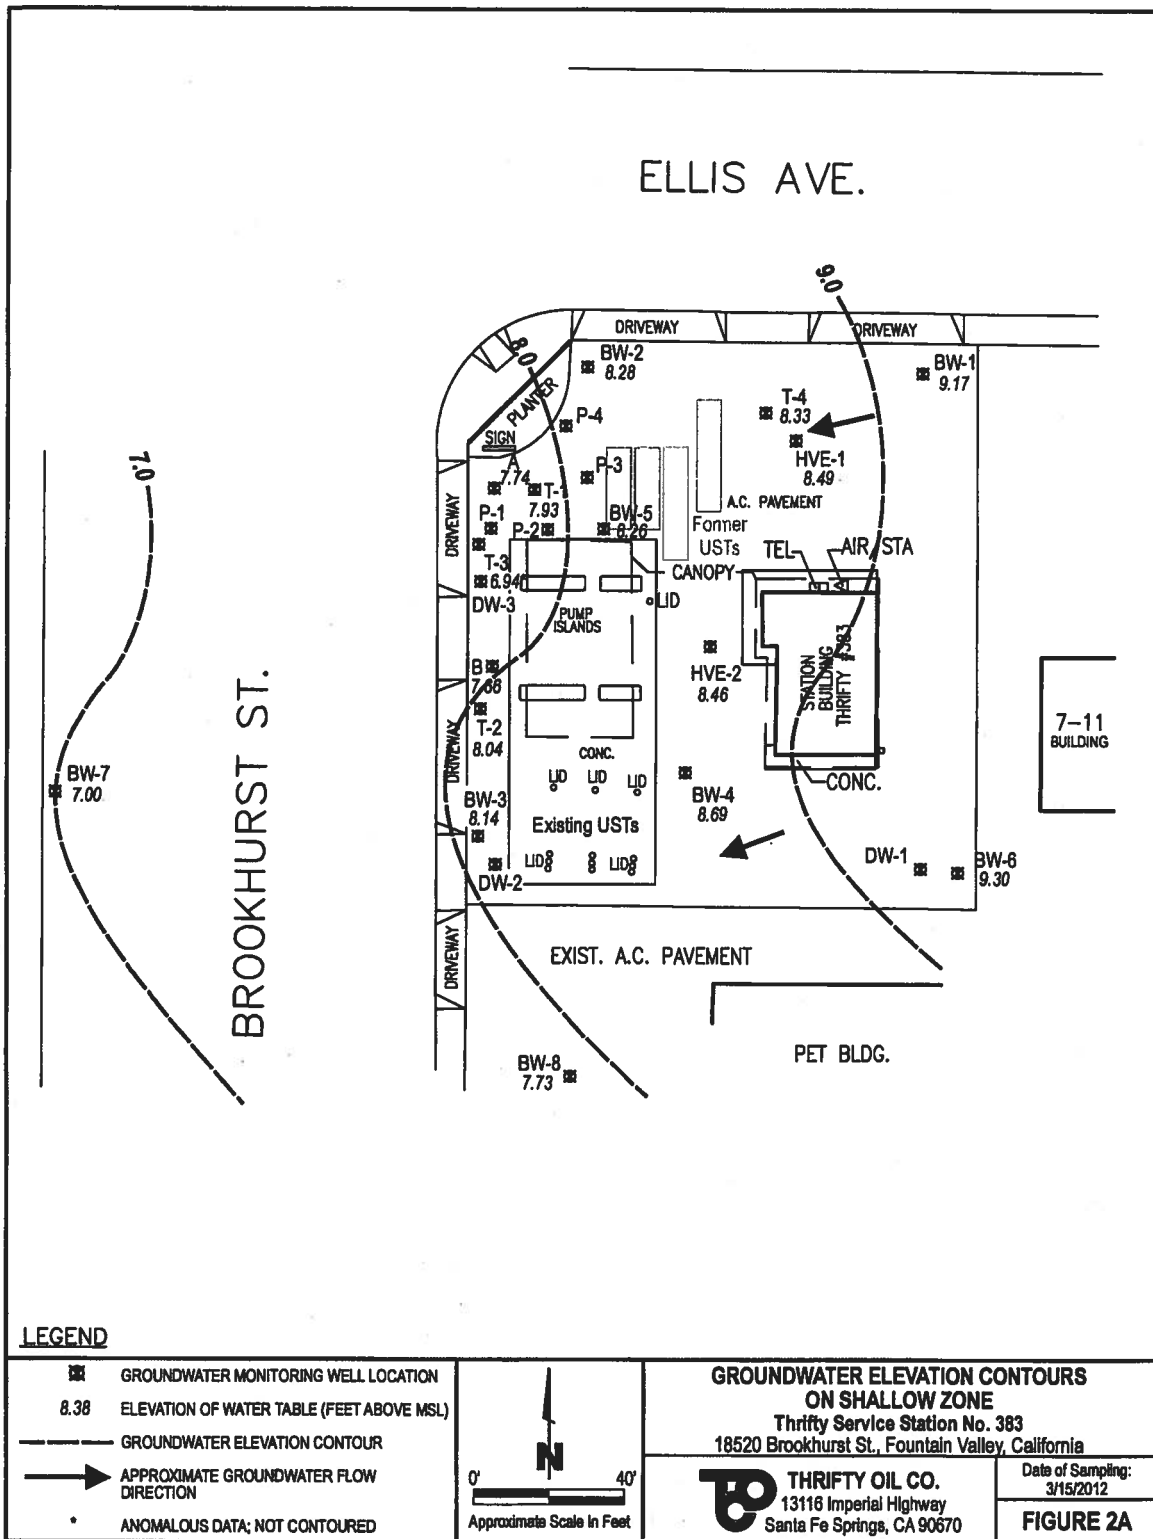 ELLIS AVE.
9.0
DRIVEWAY
DRIVEWAY
8.0
BW-2
8.28
BW-1
9.17
PLANTER
T-4
8.33
P-4
SIGN
7.0
A
7.74
P-3
HVE-1
8.49
T-
7.93
A.C. PAVEMENT
DRIVEWAY
P-1
P-2
BW-5
8.26
Former
USTs
TEL
AIR STA
T-3
6.94
CANOPY
DW-3
LID
PUMP
ISLANDS
B
7.68
HVE-2
8.46
STATION
BUILDING
THRIFTY #383
BROOKHURST ST.
T-2
8.04
7-11
BUILDING
DRIVEWAY
CONC.
BW-7
7.00
LID
LID
LID
CONC.
BW-3
8.14
BW-4
8.69
Existing USTs
LID
LID
DW-1
BW-6
9.30
DW-2
DRIVEWAY
EXIST. A.C. PAVEMENT
PET BLDG.
BW-8
7.73
LEGEND
GROUNDWATER MONITORING WELL LOCATION
8.38 ELEVATION OF WATER TABLE (FEET ABOVE MSL)
GROUNDWATER ELEVATION CONTOUR
APPROXIMATE GROUNDWATER FLOW
DIRECTION
* ANOMALOUS DATA; NOT CONTOURED
N
0' 40'
Approximate Scale In Feet
GROUNDWATER ELEVATION CONTOURS
ON SHALLOW ZONE
Thrifty Service Station No. 383
18520 Brookhurst St., Fountain Valley, California
THRIFTY OIL CO.
13116 Imperial Highway
Santa Fe Springs, CA 90670
Date of Sampling:
3/15/2012
FIGURE 2A